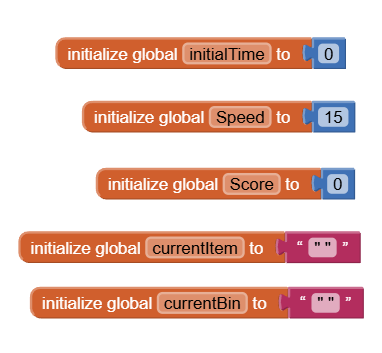 initialize global initialTime to 0
initialize global Speed to 15
initialize global Score to 0
initialize global currentItem to “ " " ”
initialize global currentBin to “ " " ”